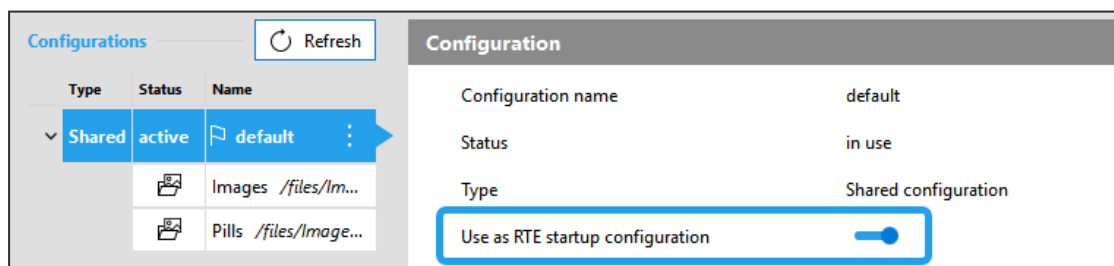 Configurations
Refresh
Type Status Name
Shared active default
Images /files/Im...
Pills /files/Image...
Configuration
Configuration name default
Status in use
Type Shared configuration
Use as RTE startup configuration